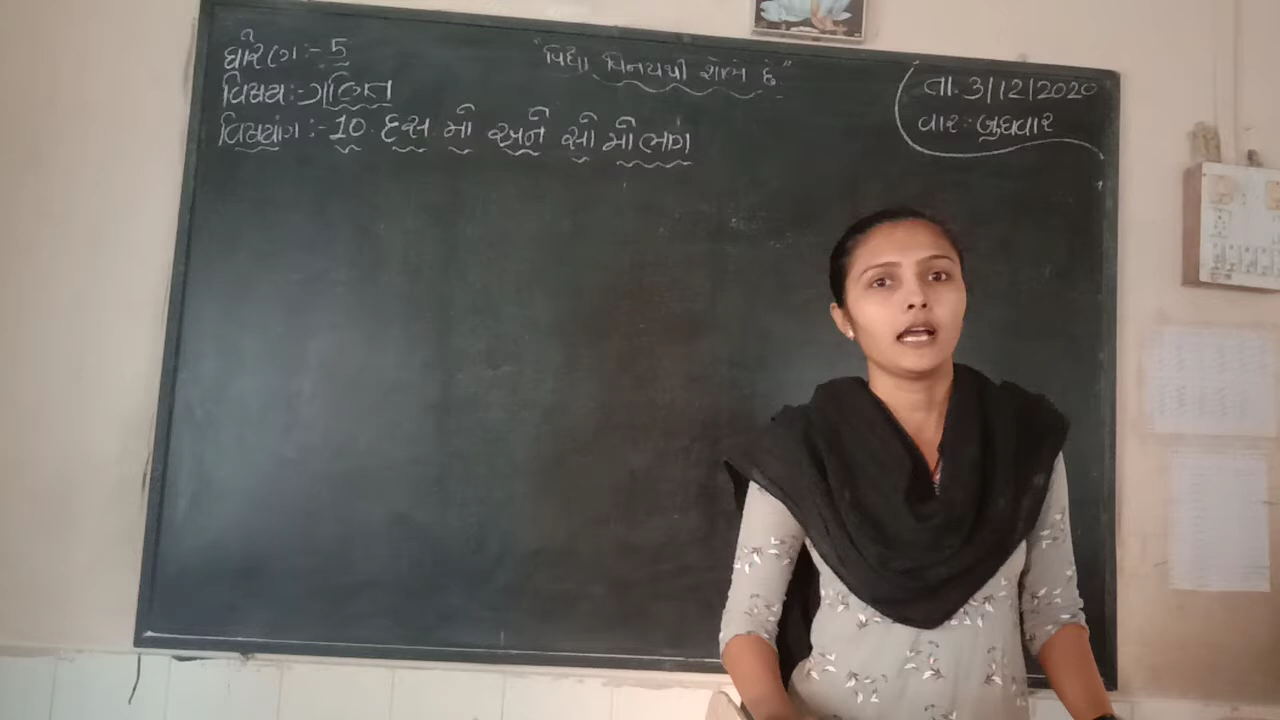 ધોરણ :- 5
"વિદ્યા વિનયથી શોભે છે"
તા. 3/12/2020
વિષય :- ગણિત
વાર :- બુધવાર
વિષયાંગ :- 10 દસ મો અને સો મો ભાગ